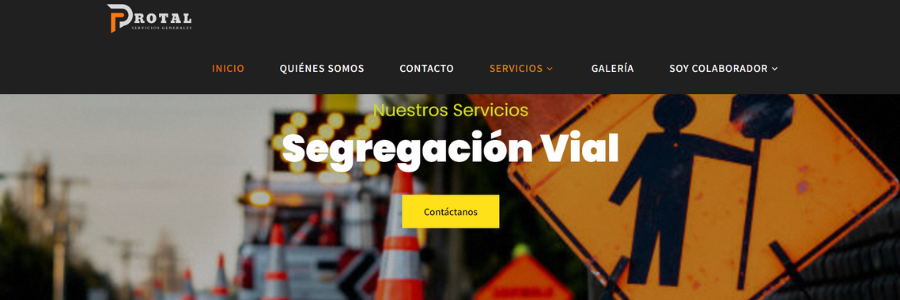 PROTAL
SERVICIOS GENERALES
INICIO
QUIÉNES SOMOS
CONTACTO
SERVICIOS
GALERÍA
SOY COLABORADOR
Nuestros Servicios
Segregación Vial
Contáctanos